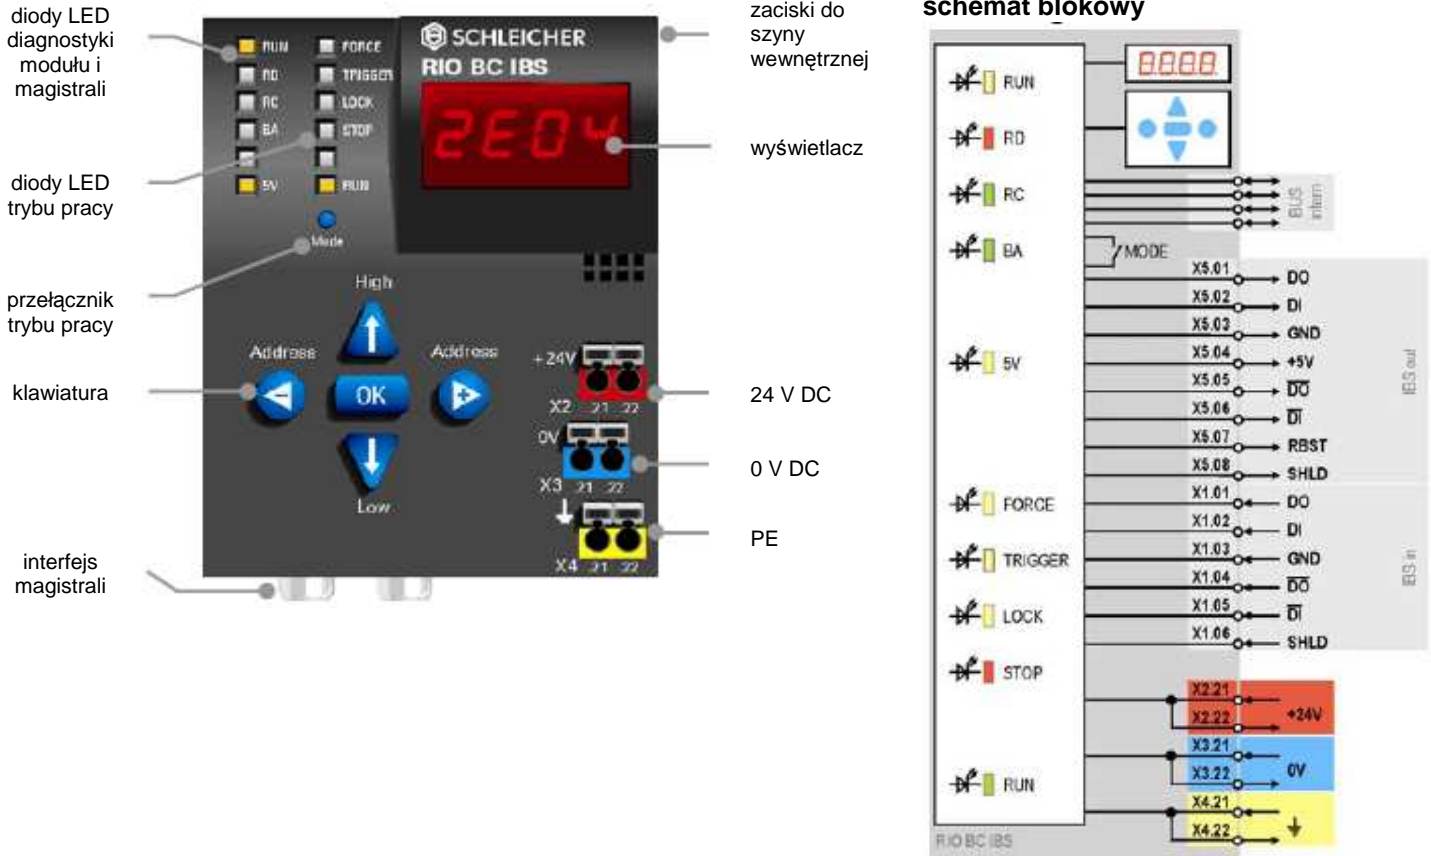 diody LED
diagnostyki
modułu i
magistrali
diody LED
trybu pracy
przełącznik
trybu pracy
klawiatura
interfejs
magistrali
RUN
RD
RC
BA
5V
FORCE
TRIGGER
LOCK
STOP
RUN
Mode
SCHLEICHER
RIO BC IBS
2E04
High
Address
Address
OK
Low
+24V
X2 21 22
0V
X3 21 22
X4 21 22
zaciski do
szyny
wewnętrznej
wyświetlacz
24 V DC
0 V DC
PE
schemat blokowy
RUN
RD
RC
BA
5V
FORCE
TRIGGER
LOCK
STOP
RUN
RIO BC IBS
8.8.8.8.
BUS
intern
MODE
X5.01 DO
X5.02 DI
X5.03 GND
X5.04 +5V
X5.05 D̅O̅
X5.06 D̅I̅
X5.07 RBST
X5.08 SHLD
IBS out
X1.01 DO
X1.02 DI
X1.03 GND
X1.04 D̅O̅
X1.05 D̅I̅
X1.06 SHLD
IBS in
X2.21
X2.22
+24V
X3.21
X3.22
0V
X4.21
X4.22